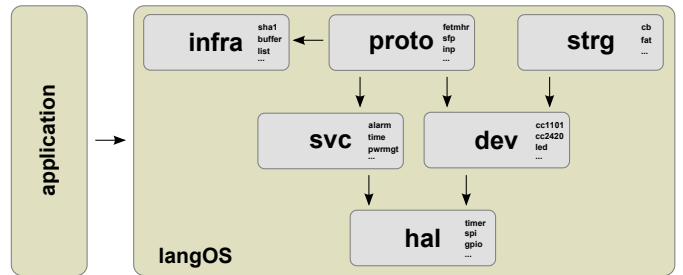 application
infra
sha1
buffer
list
...
proto
fetmhr
sfp
inp
...
strg
cb
fat
...
svc
alarm
time
pwrmgt
...
dev
cc1101
cc2420
led
...
hal
timer
spi
gpio
...
langOS